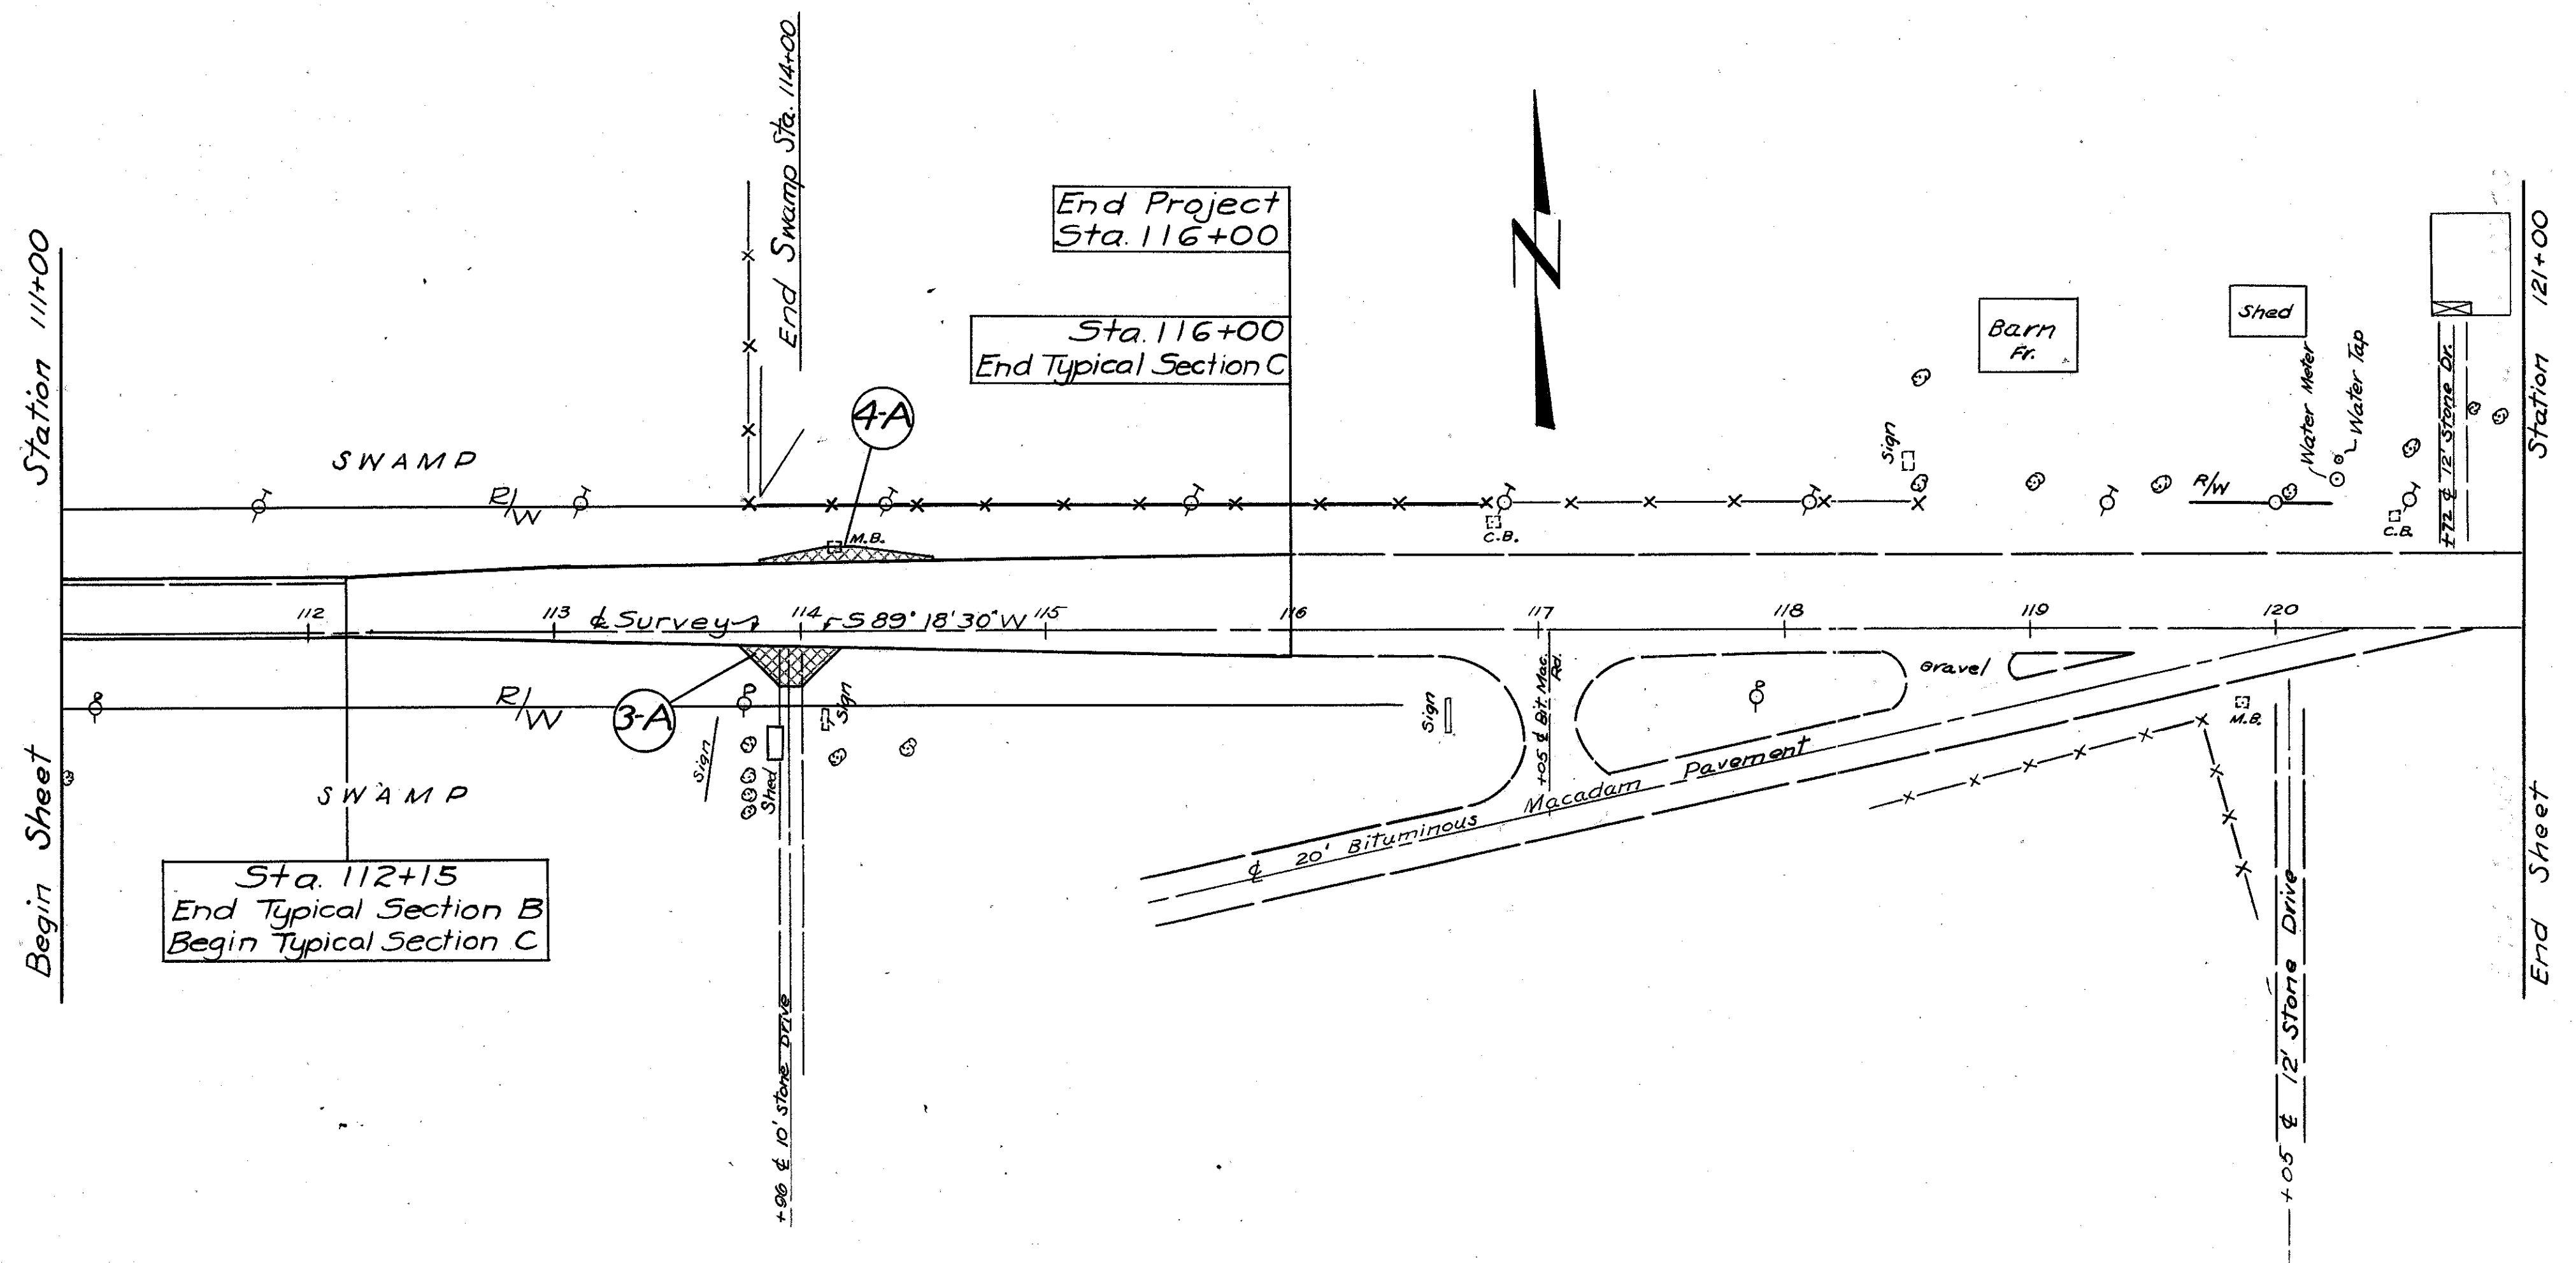 Station 111+00
Begin Sheet
End Swamp Sta. 114+00
End Project
Sta. 116+00
Sta. 116+00
End Typical Section C
N
4-A
SWAMP
R/W
M.B.
C.B.
Sign
Barn
Fr.
Shed
Water Meter
Water Tap
R/W
C.B.
+72 ℄ 12' Stone Dr.
Station 121+00
End Sheet
112
113
℄ Survey
114
S 89° 18' 30" W
115
116
117
118
119
120
R/W
3-A
Sign
Shed
Sign
Sign
+05 ℄ Bit. Mac.
Rd.
Gravel
M.B.
℄ 20' Bituminous Macadam Pavement
SWAMP
Sta. 112+15
End Typical Section B
Begin Typical Section C
+96 ℄ 10' Stone Drive
+05 ℄ 12' Stone Drive